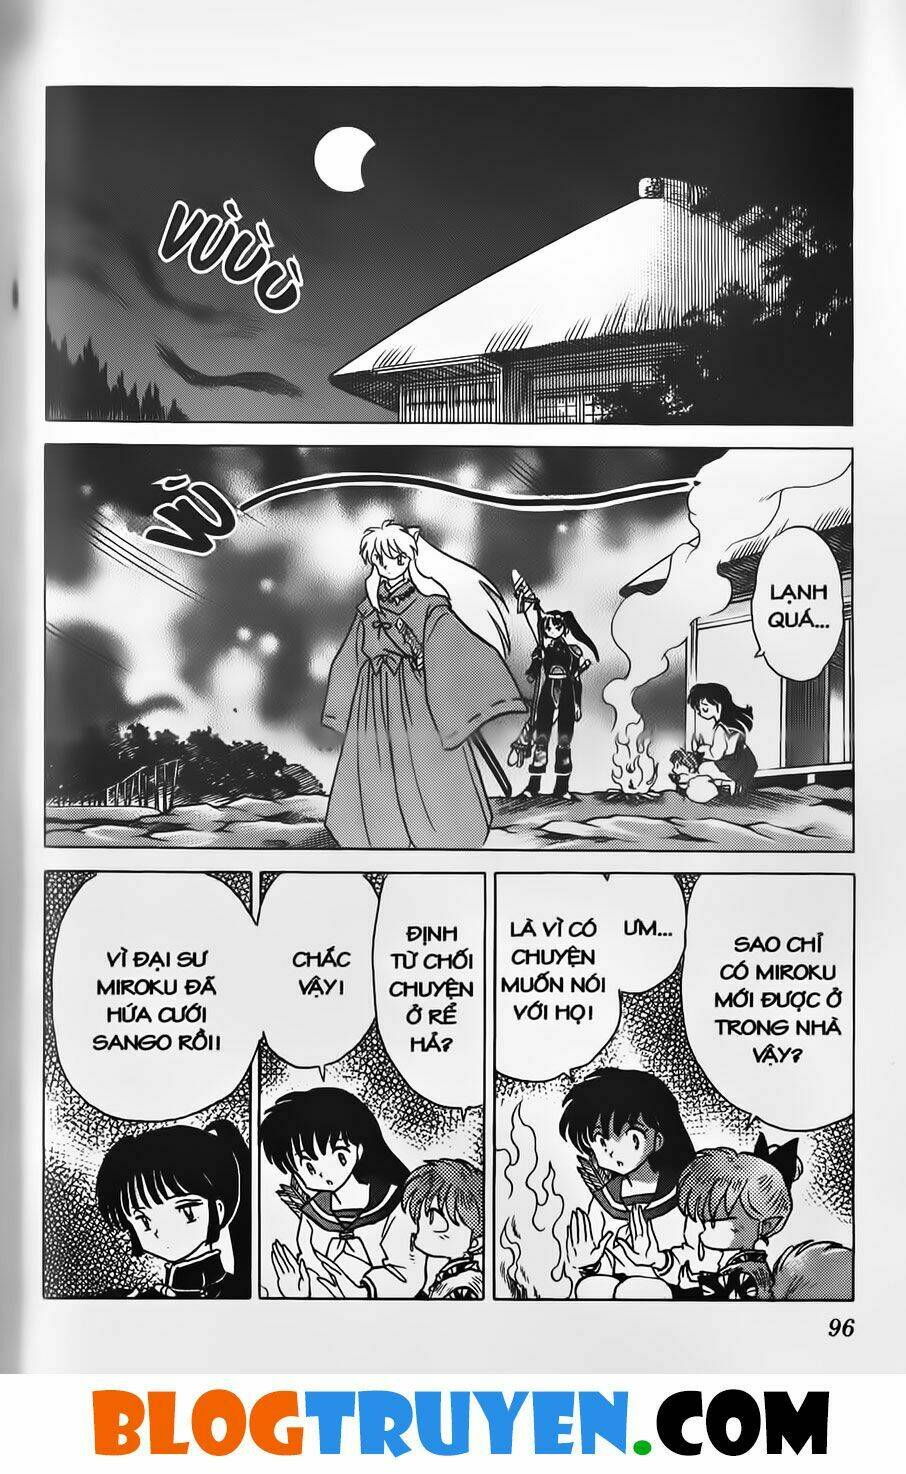 VÙÙÙ
VÙ
LẠNH
QUÁ...
SAO CHỈ
CÓ MIROKU
MỚI ĐƯỢC Ở
TRONG NHÀ
VẬY?
ƯM...
LÀ VÌ CÓ
CHUYỆN
MUỐN NÓI
VỚI HỌ!
ĐỊNH
TỪ CHỐI
CHUYỆN
Ở RỂ
HẢ?
CHẮC
VẬY!
VÌ ĐẠI SƯ
MIROKU ĐÃ
HỨA CƯỚI
SANGO RỒI!
96
BLOGTRUYEN.COM